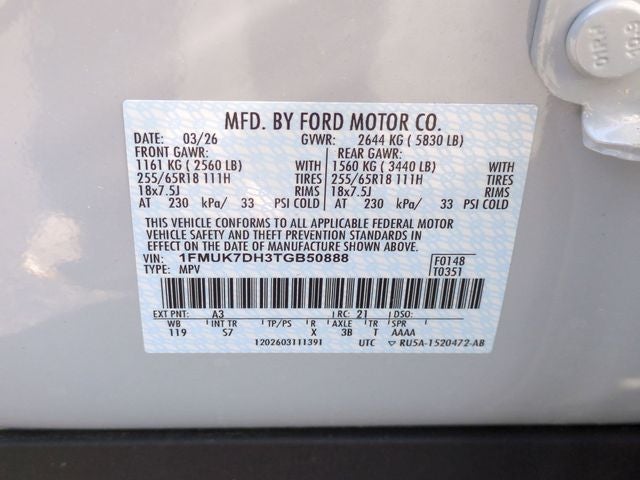 01RJ 10.9
MFD. BY FORD MOTOR CO.
DATE: 03/26 GVWR: 2644 KG ( 5830 LB)
FRONT GAWR: REAR GAWR:
1161 KG ( 2560 LB) WITH 1560 KG ( 3440 LB) WITH
255/65R18 111H TIRES 255/65R18 111H TIRES
18x7.5J RIMS 18x7.5J RIMS
AT 230 kPa/ 33 PSI COLD AT 230 kPa/ 33 PSI COLD
THIS VEHICLE CONFORMS TO ALL APPLICABLE FEDERAL MOTOR
VEHICLE SAFETY AND THEFT PREVENTION STANDARDS IN
EFFECT ON THE DATE OF MANUFACTURE SHOWN ABOVE.
VIN: 1FMUK7DH3TGB50888 F0148
TYPE: MPV T0351
EXT PNT: A3 RC: 21 DSO:
WB INT TR TP/PS R AXLE TR SPR
119 S7 X 3B T AAAA
1202603111391 UTC ▽ RU5A-1520472-AB